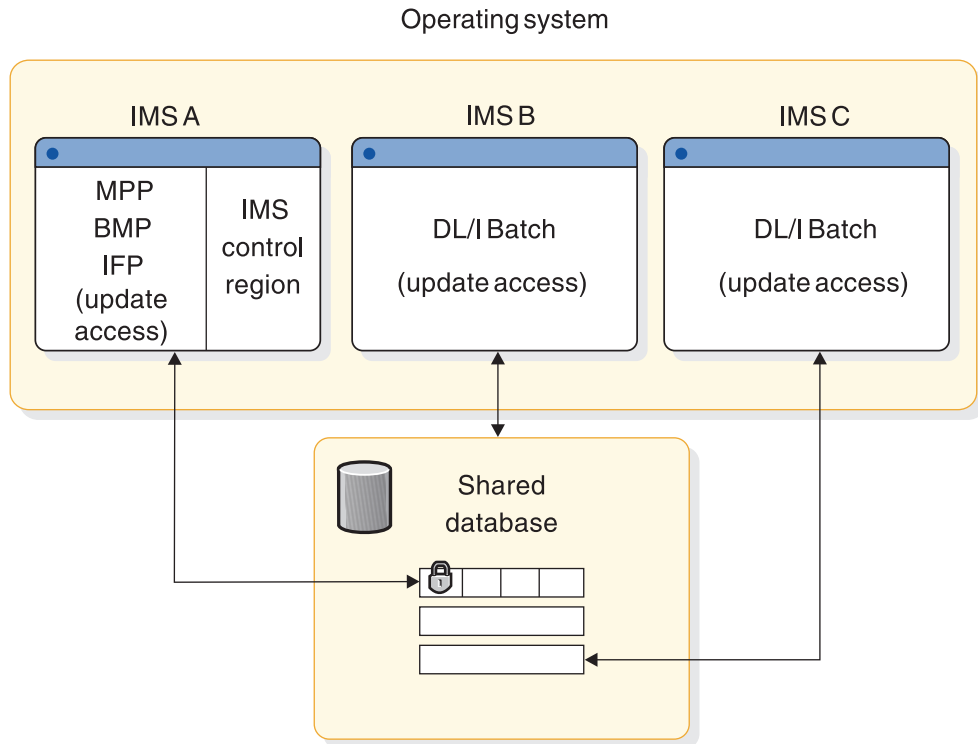 Operating system
IMS A
IMS B
IMS C
MPP
BMP
IFP
(update
access)
IMS
control
region
DL/I Batch
(update access)
DL/I Batch
(update access)
Shared
database
1